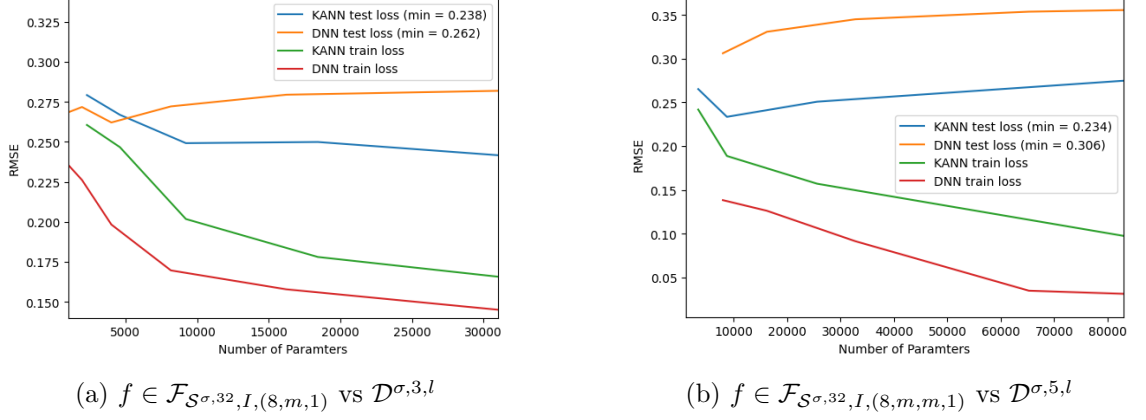 KANN test loss (min = 0.238)
DNN test loss (min = 0.262)
KANN train loss
DNN train loss
0.325
0.300
0.275
0.250
0.225
0.200
0.175
0.150
RMSE
5000 10000 15000 20000 25000 30000
Number of Paramters
(a) f ∈ 𝓕_{𝓢^{σ,32},I,(8,m,1)} vs 𝓓^{σ,3,l}
0.35
0.30
0.25
0.20
0.15
0.10
0.05
RMSE
KANN test loss (min = 0.234)
DNN test loss (min = 0.306)
KANN train loss
DNN train loss
10000 20000 30000 40000 50000 60000 70000 80000
Number of Paramters
(b) f ∈ 𝓕_{𝓢^{σ,32},I,(8,m,m,1)} vs 𝓓^{σ,5,l}